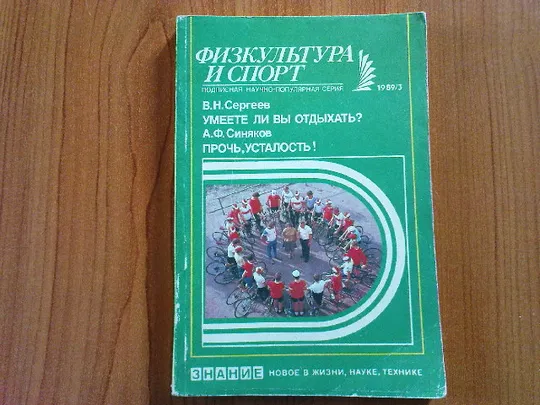 ФИЗКУЛЬТУРА
И СПОРТ
ПОДПИСНАЯ НАУЧНО-ПОПУЛЯРНАЯ СЕРИЯ
1989/3
В.Н. Сергеев
УМЕЕТЕ ЛИ ВЫ ОТДЫХАТЬ?
А.Ф. Синяков
ПРОЧЬ, УСТАЛОСТЬ!
ЗНАНИЕ НОВОЕ В ЖИЗНИ, НАУКЕ, ТЕХНИКЕ